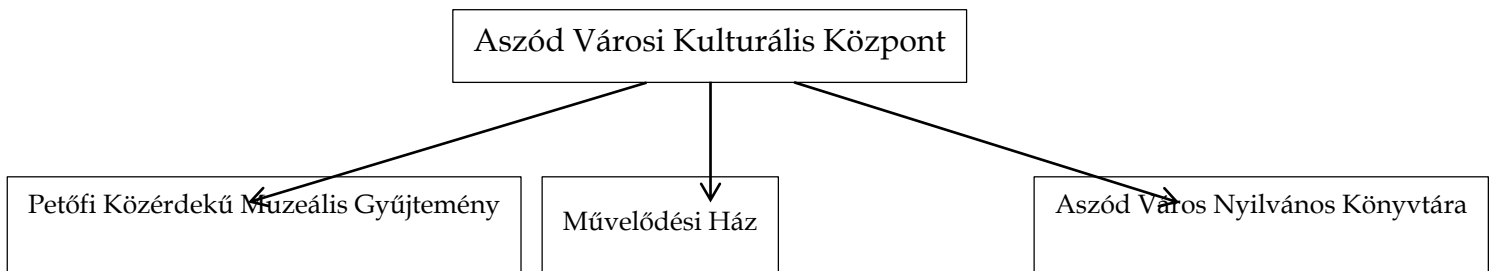 Aszód Városi Kulturális Központ
Petőfi Közérdekű Muzeális Gyűjtemény
Művelődési Ház
Aszód Város Nyilvános Könyvtára